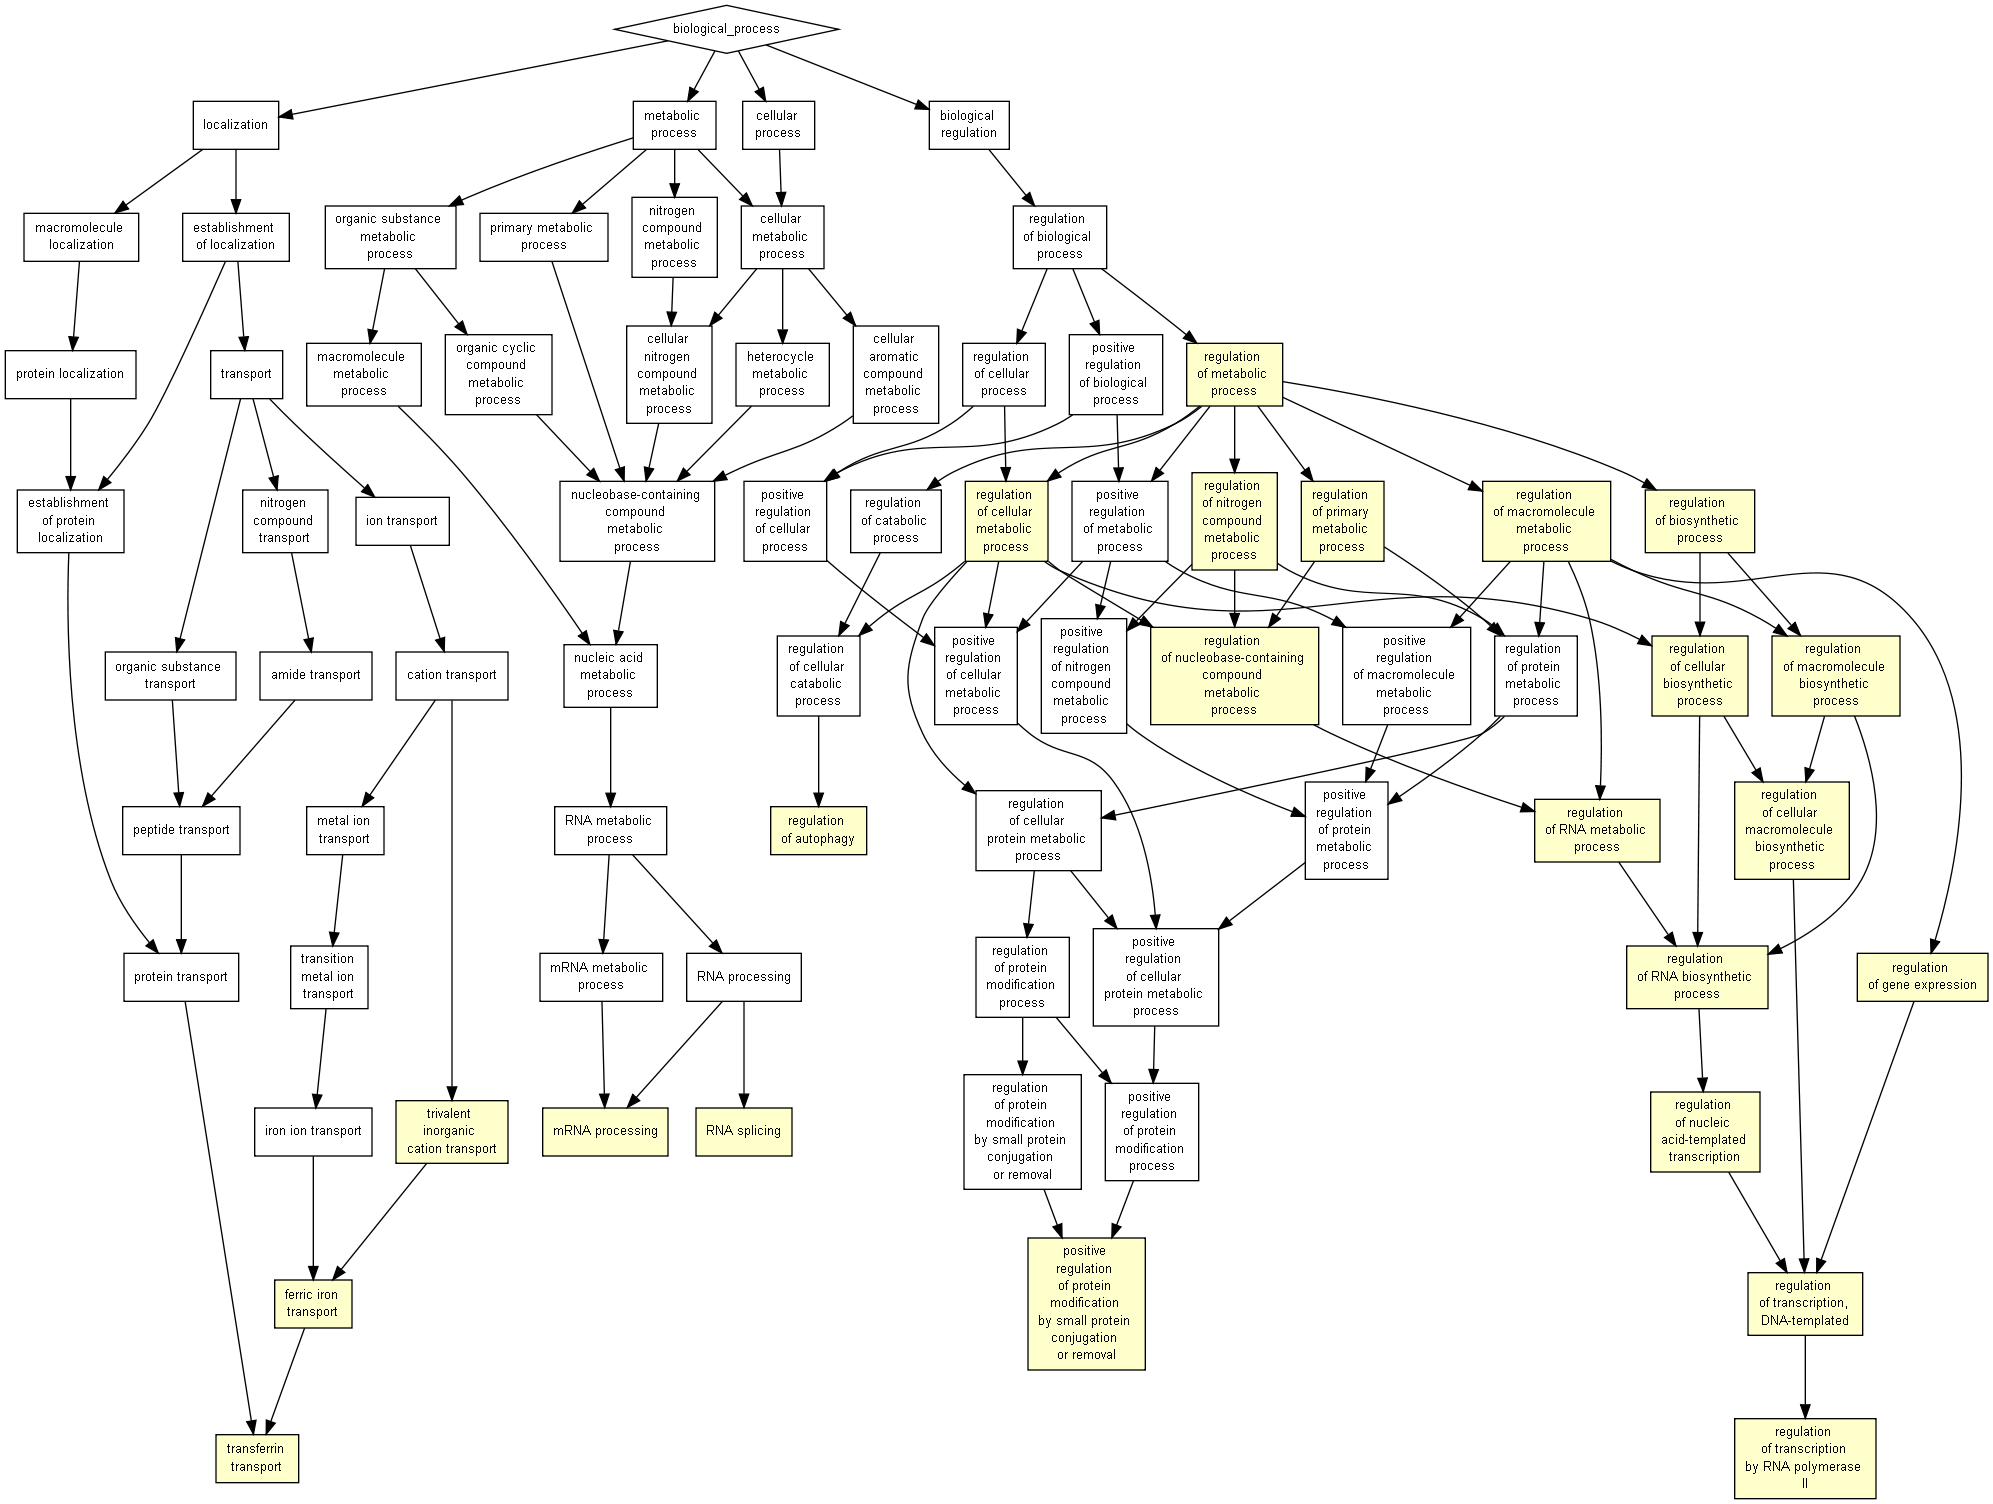 biological_process
localization
metabolic
process
cellular
process
biological
regulation
macromolecule
localization
establishment
of localization
organic substance
metabolic
process
primary metabolic
process
nitrogen
compound
metabolic
process
cellular
metabolic
process
regulation
of biological
process
protein localization
transport
macromolecule
metabolic
process
organic cyclic
compound
metabolic
process
cellular
nitrogen
compound
metabolic
process
heterocycle
metabolic
process
cellular
aromatic
compound
metabolic
process
regulation
of cellular
process
positive
regulation
of biological
process
regulation
of metabolic
process
establishment
of protein
localization
nitrogen
compound
transport
ion transport
nucleobase-containing
compound
metabolic
process
positive
regulation
of cellular
process
regulation
of catabolic
process
regulation
of cellular
metabolic
process
positive
regulation
of metabolic
process
regulation
of nitrogen
compound
metabolic
process
regulation
of primary
metabolic
process
regulation
of macromolecule
metabolic
process
regulation
of biosynthetic
process
organic substance
transport
amide transport
cation transport
nucleic acid
metabolic
process
regulation
of cellular
catabolic
process
positive
regulation
of cellular
metabolic
process
positive
regulation
of nitrogen
compound
metabolic
process
regulation
of nucleobase-containing
compound
metabolic
process
positive
regulation
of macromolecule
metabolic
process
regulation
of protein
metabolic
process
regulation
of cellular
biosynthetic
process
regulation
of macromolecule
biosynthetic
process
peptide transport
metal ion
transport
RNA metabolic
process
regulation
of autophagy
regulation
of cellular
protein metabolic
process
positive
regulation
of protein
metabolic
process
regulation
of RNA metabolic
process
regulation
of cellular
macromolecule
biosynthetic
process
protein transport
transition
metal ion
transport
mRNA metabolic
process
RNA processing
regulation
of protein
modification
process
positive
regulation
of cellular
protein metabolic
process
regulation
of RNA biosynthetic
process
regulation
of gene expression
iron ion transport
trivalent
inorganic
cation transport
mRNA processing
RNA splicing
regulation
of protein
modification
by small protein
conjugation
or removal
positive
regulation
of protein
modification
process
regulation
of nucleic
acid-templated
transcription
ferric iron
transport
positive
regulation
of protein
modification
by small protein
conjugation
or removal
regulation
of transcription,
DNA-templated
transferrin
transport
regulation
of transcription
by RNA polymerase
II